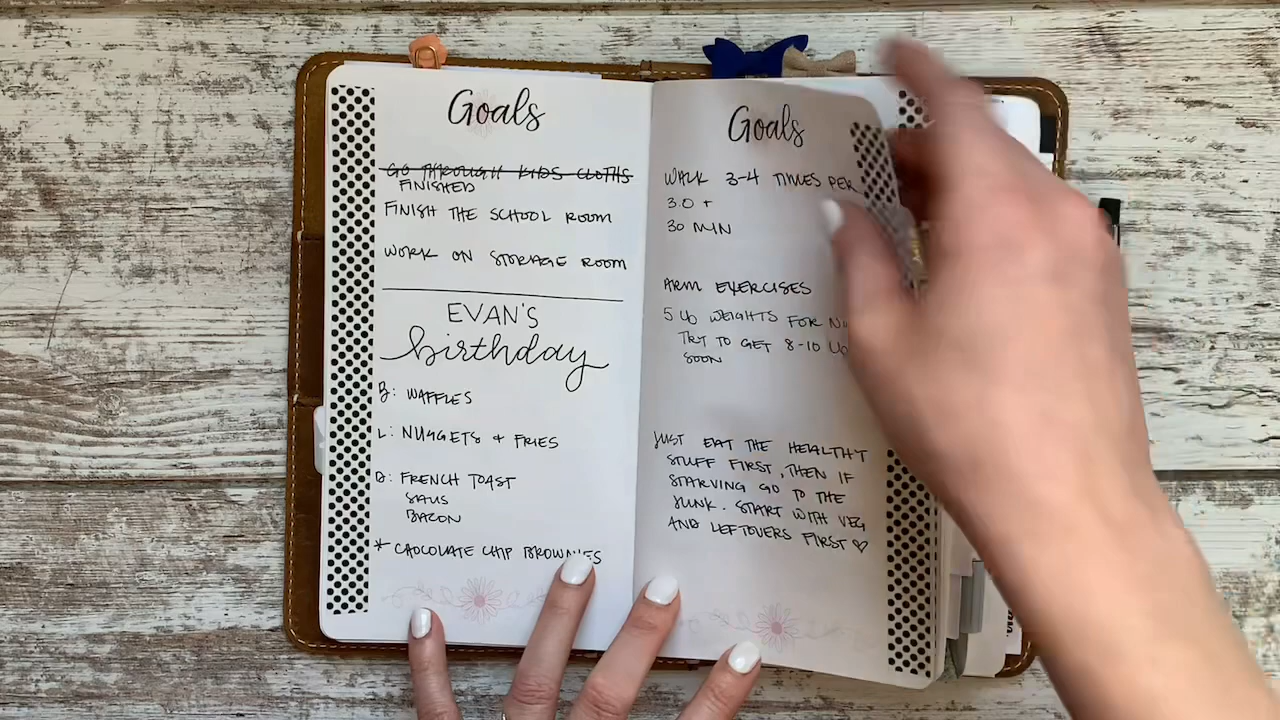 Goals
GO THROUGH KIDS CLOTHS
FINISHED
FINISH THE SCHOOL ROOM
WORK ON STORAGE ROOM
EVAN'S
birthday
B: WAFFLES
L: NUGGETS + FRIES
D: FRENCH TOAST
SAUS
BACON
* CHOCOLATE CHIP BROWNIES
Goals
WALK 3-4 TIMES PER
3.0 +
30 MIN
ARM EXERCISES
5 LB WEIGHTS FOR
TRY TO GET 8-10
SOON
JUST EAT THE HEALTHY
STUFF FIRST, THEN IF
STARVING GO TO THE
JUNK. START WITH VEG
AND LEFTOVERS FIRST ♡